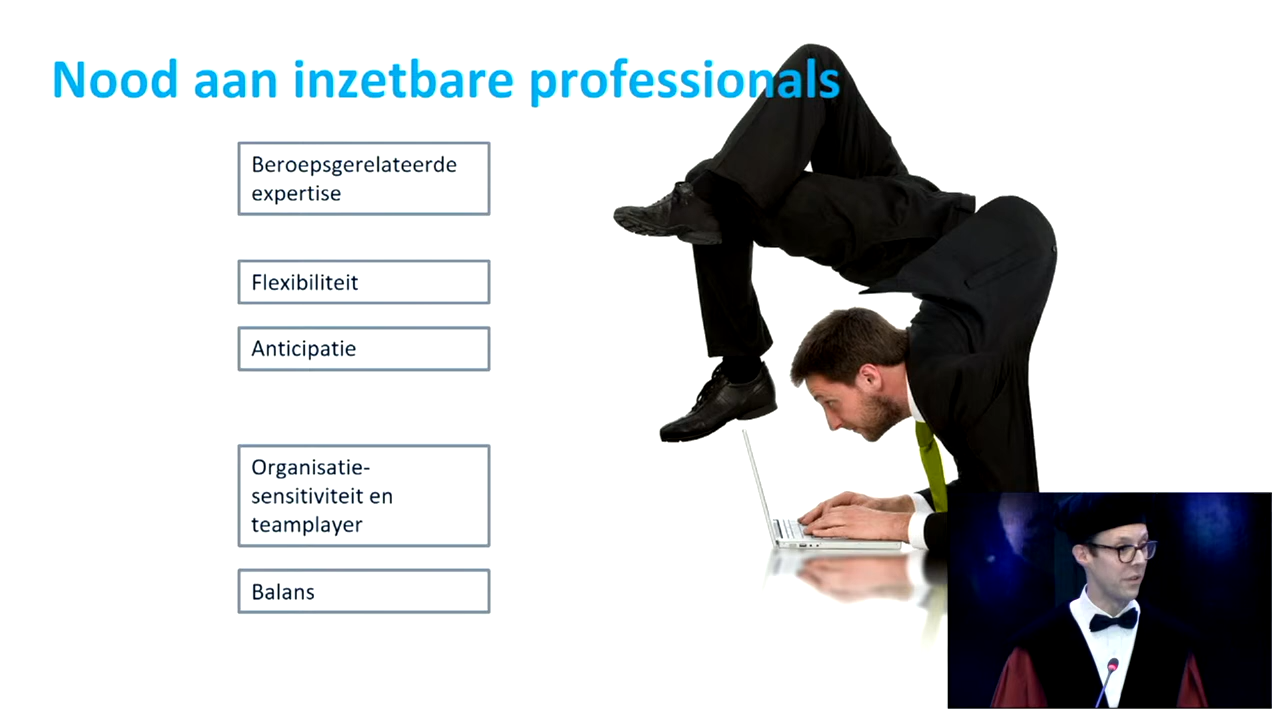 Nood aan inzetbare professionals
Beroepsgerelateerde
expertise
Flexibiliteit
Anticipatie
Organisatie-
sensitiviteit en
teamplayer
Balans